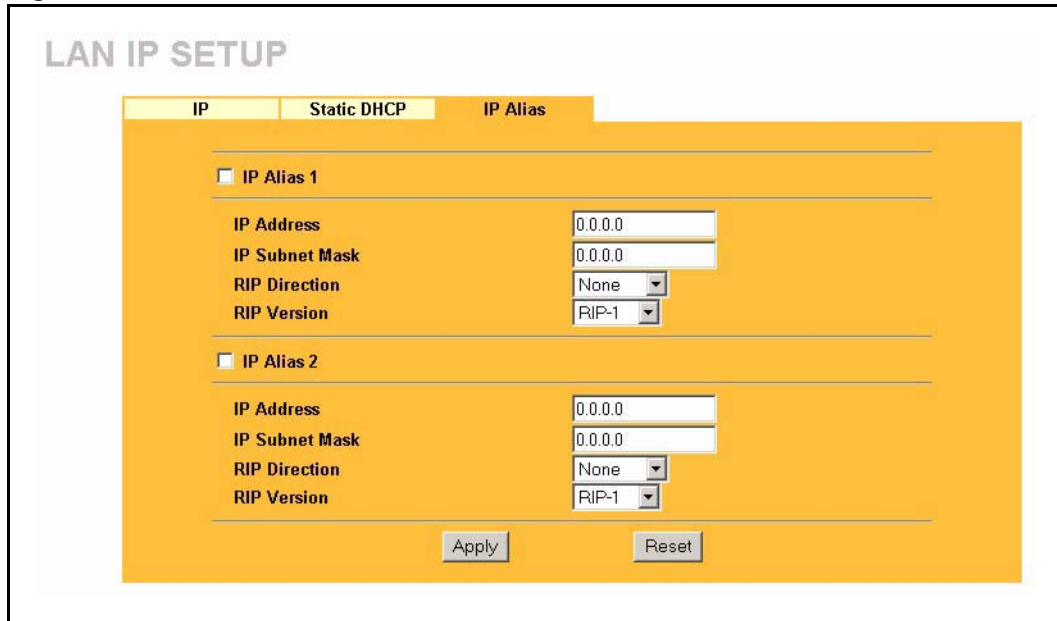 LAN IP SETUP
IP Static DHCP IP Alias
IP Alias 1
IP Address 0.0.0.0
IP Subnet Mask 0.0.0.0
RIP Direction None
RIP Version RIP-1
IP Alias 2
IP Address 0.0.0.0
IP Subnet Mask 0.0.0.0
RIP Direction None
RIP Version RIP-1
Apply Reset